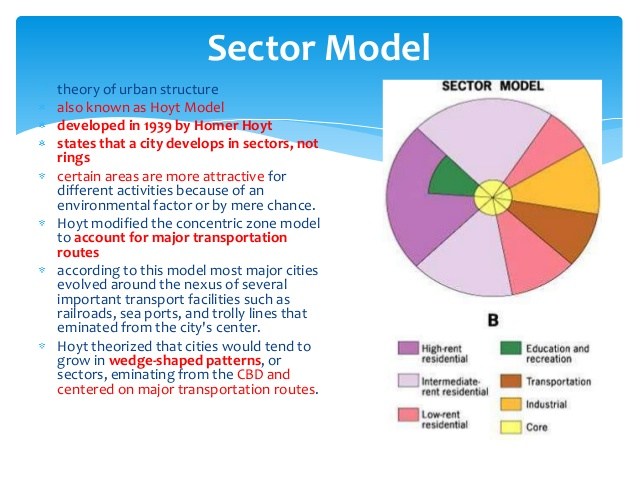 Sector Model
theory of urban structure
also known as Hoyt Model
developed in 1939 by Homer Hoyt
states that a city develops in sectors, not
rings
certain areas are more attractive for
different activities because of an
environmental factor or by mere chance.
Hoyt modified the concentric zone model
to account for major transportation
routes
according to this model most major cities
evolved around the nexus of several
important transport facilities such as
railroads, sea ports, and trolly lines that
eminated from the city's center.
Hoyt theorized that cities would tend to
grow in wedge-shaped patterns, or
sectors, eminating from the CBD and
centered on major transportation routes.
SECTOR MODEL
B
High-rent
residential
Intermediate-
rent residential
Low-rent
residential
Education and
recreation
Transportation
Industrial
Core